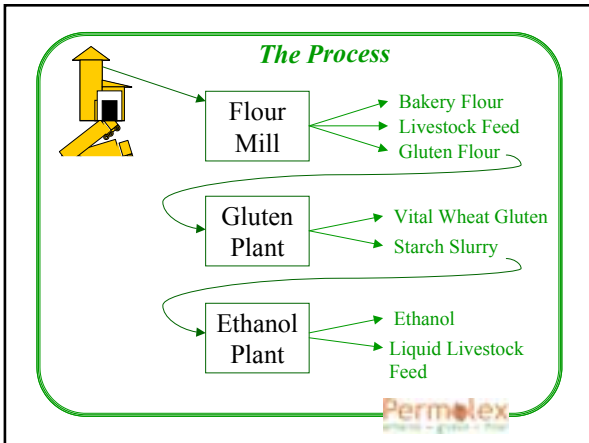 The Process
Flour
Mill
Bakery Flour
Livestock Feed
Gluten Flour
Gluten
Plant
Vital Wheat Gluten
Starch Slurry
Ethanol
Plant
Ethanol
Liquid Livestock
Feed
Permolex